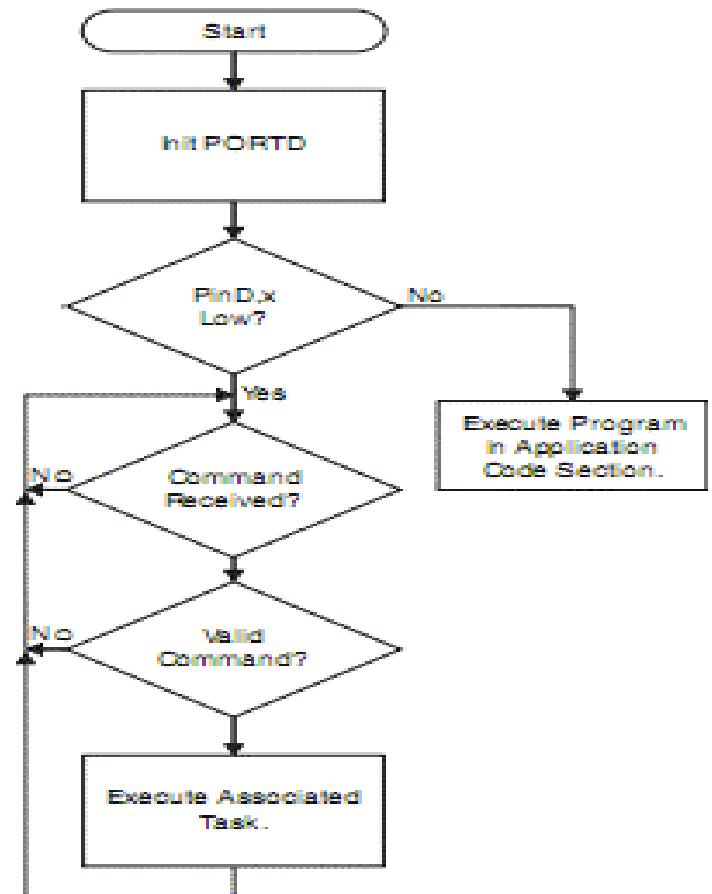 Start
Init PORTD
PinD.x
Low?
No
Yes
Execute Program
in Application
Code Section.
No
Command
Received?
No
Valid
Command?
Execute Associated
Task.